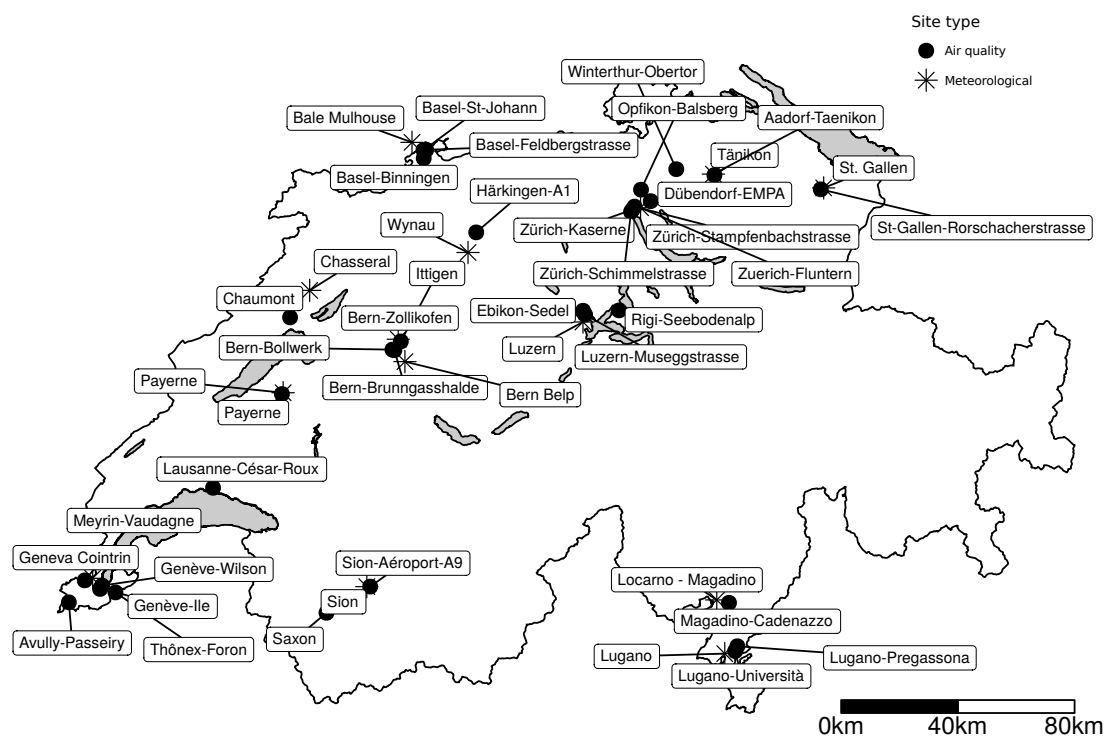 Site type
Air quality
Meteorological
Winterthur-Obertor
Opfikon-Balsberg
Basel-St-Johann
Bale Mulhouse
Aadorf-Taenikon
Basel-Feldbergstrasse
Tänikon
St. Gallen
Basel-Binningen
Härkingen-A1
Dübendorf-EMPA
Wynau
Zürich-Kaserne
Zürich-Stampfenbachstrasse
St-Gallen-Rorschacherstrasse
Chasseral
Ittigen
Zürich-Schimmelstrasse
Zuerich-Fluntern
Chaumont
Bern-Zollikofen
Ebikon-Sedel
Rigi-Seebodenalp
Bern-Bollwerk
Luzern
Luzern-Museggstrasse
Payerne
Bern-Brunngasshalde
Bern Belp
Payerne
Lausanne-César-Roux
Meyrin-Vaudagne
Geneva Cointrin
Genève-Wilson
Sion-Aéroport-A9
Locarno - Magadino
Genève-Ile
Sion
Magadino-Cadenazzo
Avully-Passeiry
Thônex-Foron
Saxon
Lugano
Lugano-Pregassona
Lugano-Università
0km
40km
80km